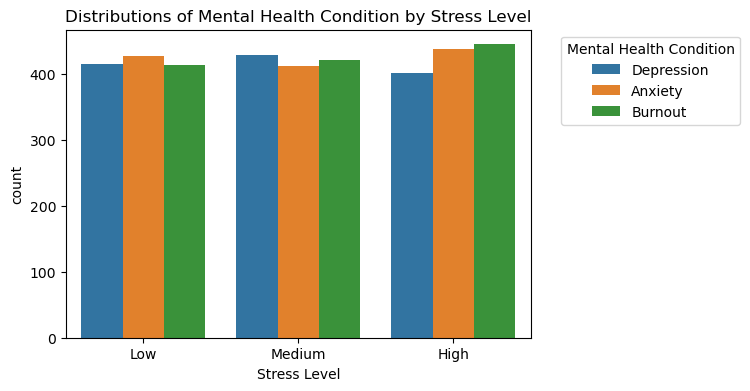 Distributions of Mental Health Condition by Stress Level
Mental Health Condition
Depression
Anxiety
Burnout
count
400
300
200
100
0
Low Medium High
Stress Level